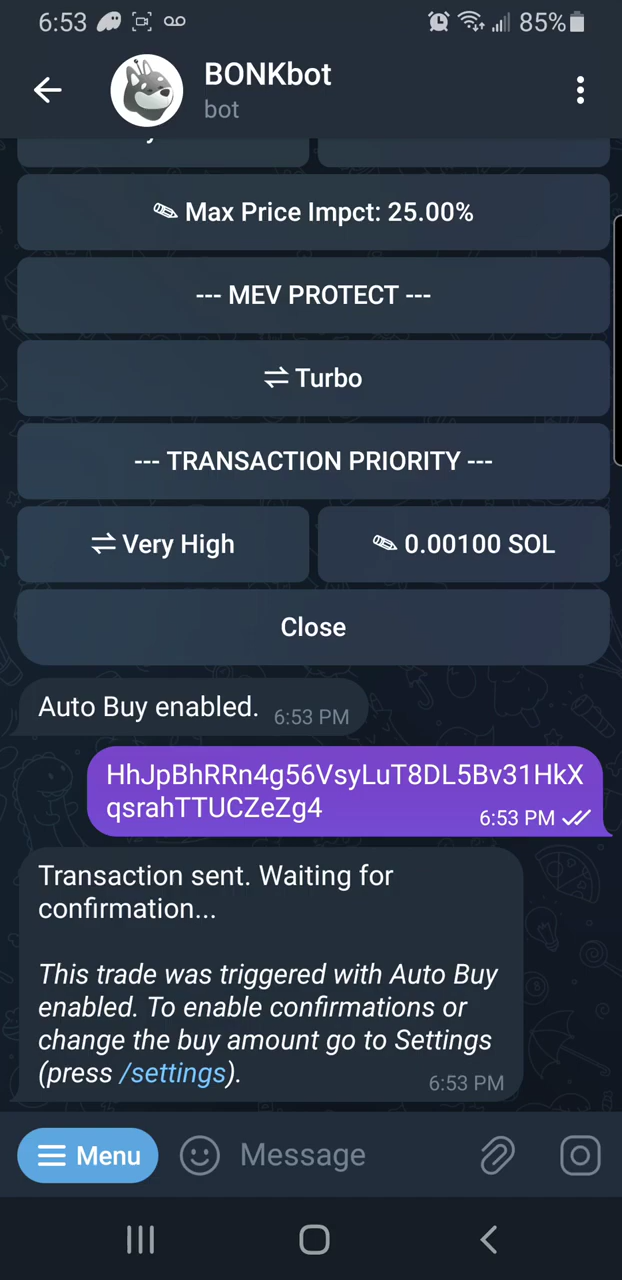 6:53 85%
BONKbot
bot
Max Price Impct: 25.00%
--- MEV PROTECT ---
Turbo
--- TRANSACTION PRIORITY ---
Very High 0.00100 SOL
Close
Auto Buy enabled. 6:53 PM
HhJpBhRRn4g56VsyLuT8DL5Bv31HkX
qsrahTTUCZeZg4 6:53 PM
Transaction sent. Waiting for
confirmation...
This trade was triggered with Auto Buy
enabled. To enable confirmations or
change the buy amount go to Settings
(press /settings). 6:53 PM
Menu Message